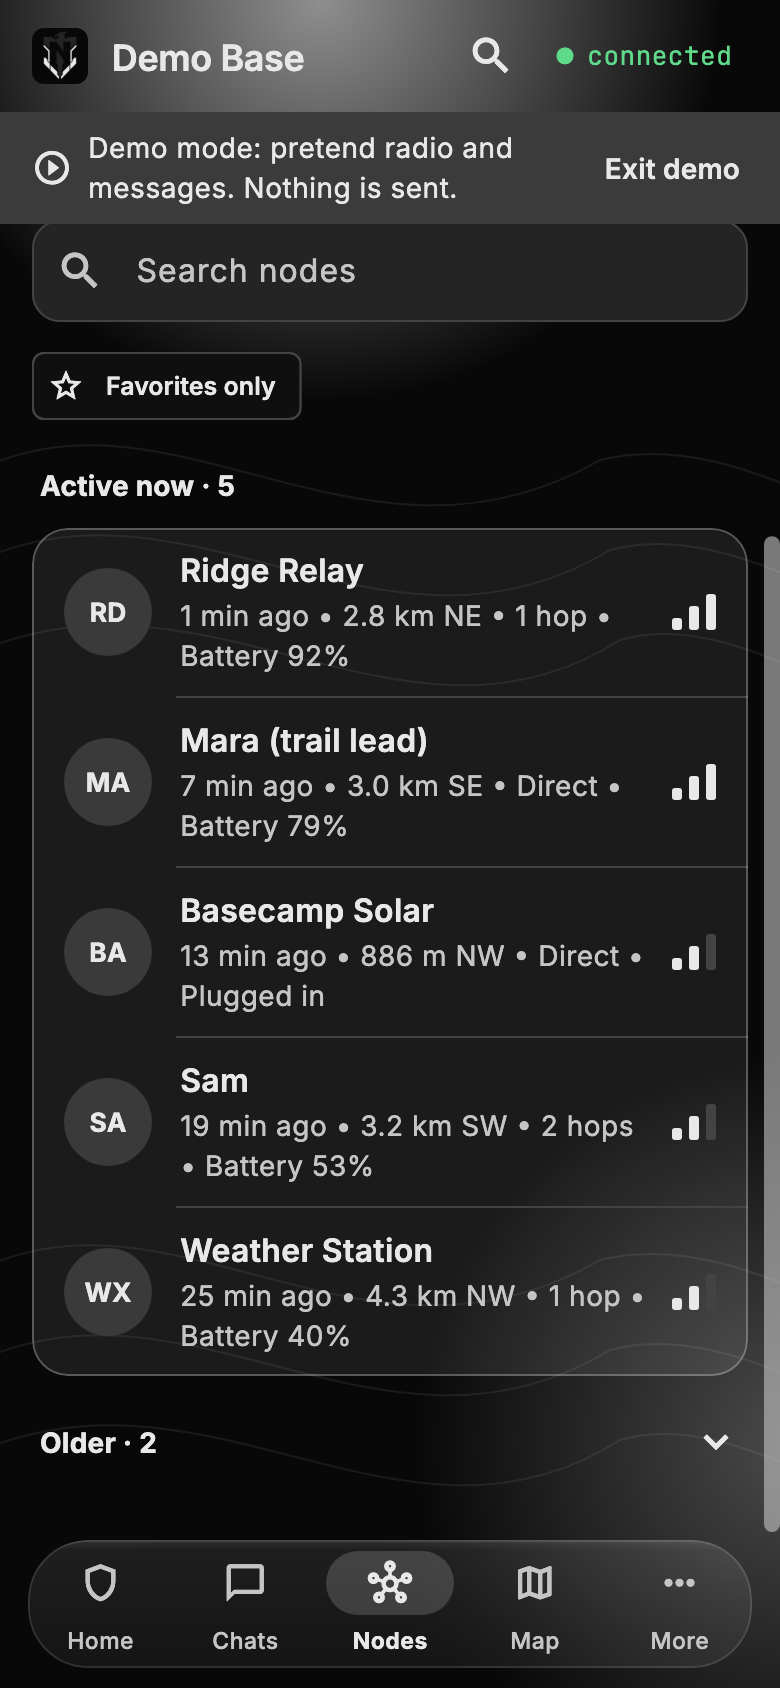 Demo Base
connected
Demo mode: pretend radio and
messages. Nothing is sent.
Exit demo
Search nodes
Favorites only
Active now · 5
RD
Ridge Relay
1 min ago • 2.8 km NE • 1 hop •
Battery 92%
MA
Mara (trail lead)
7 min ago • 3.0 km SE • Direct •
Battery 79%
BA
Basecamp Solar
13 min ago • 886 m NW • Direct •
Plugged in
SA
Sam
19 min ago • 3.2 km SW • 2 hops
• Battery 53%
WX
Weather Station
25 min ago • 4.3 km NW • 1 hop •
Battery 40%
Older · 2
Home
Chats
Nodes
Map
More